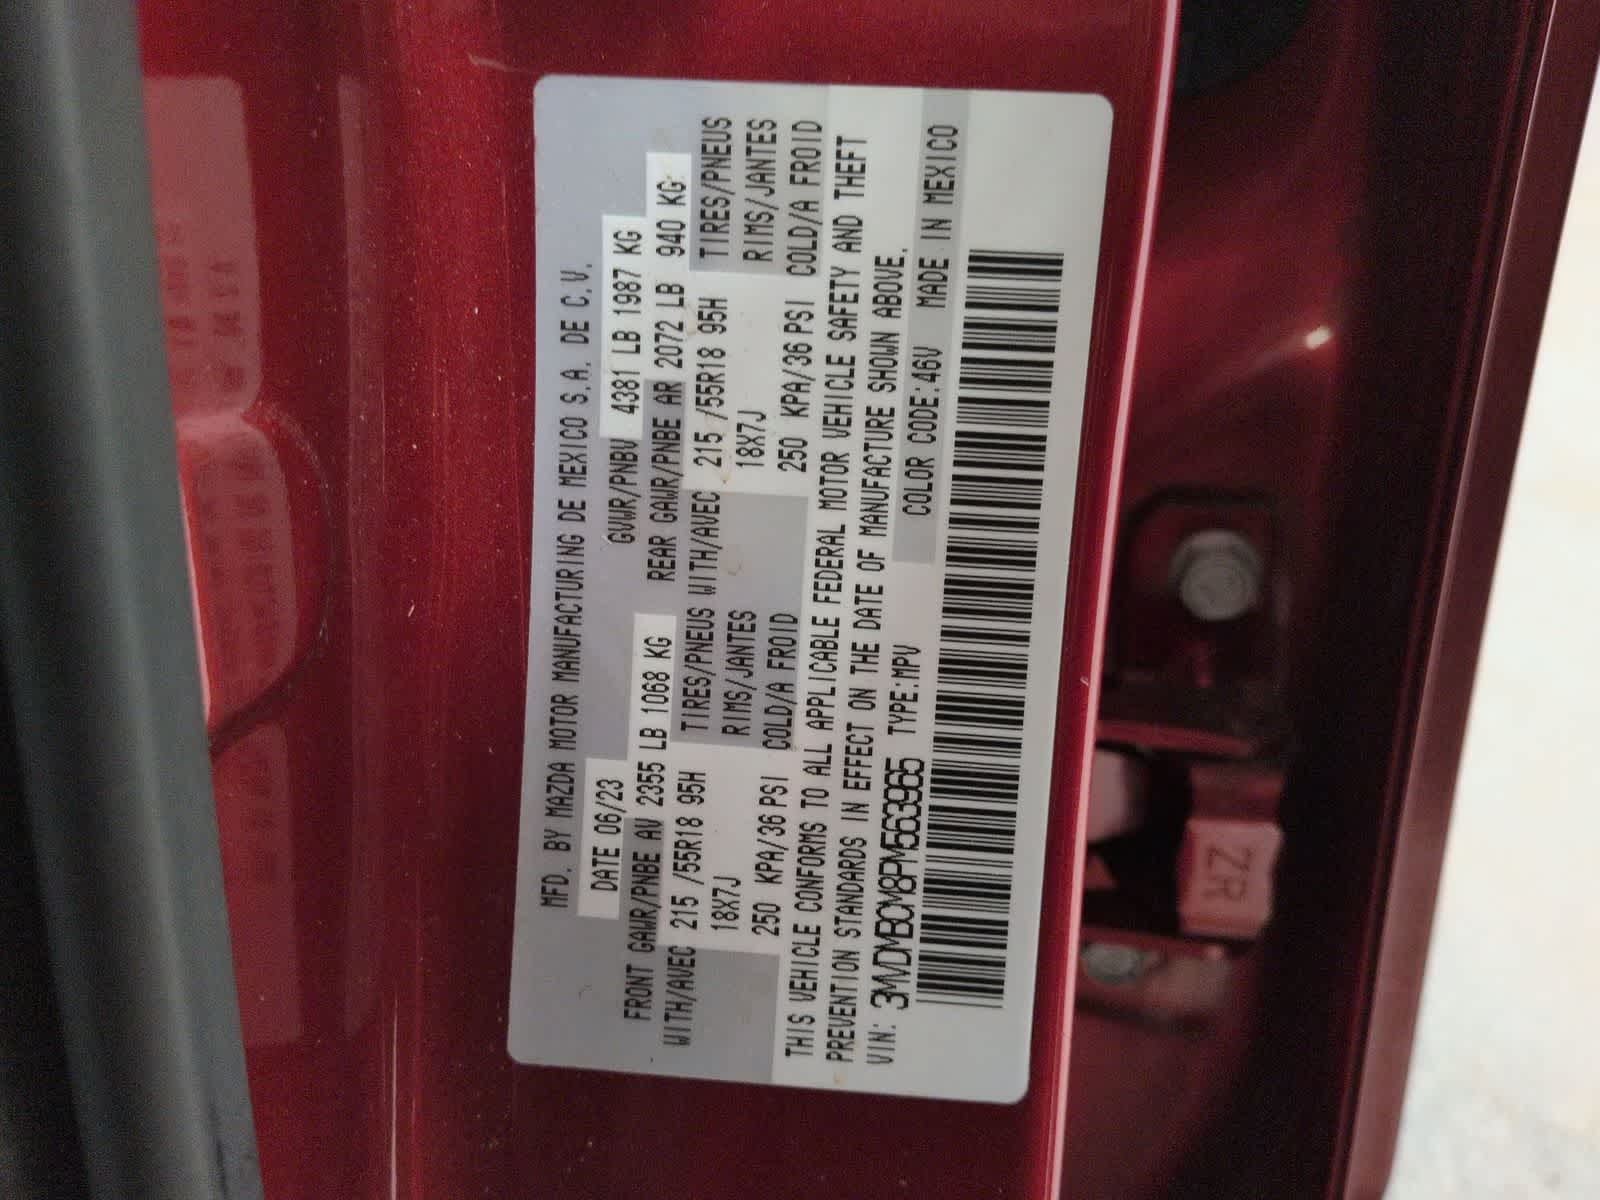 MFD. BY MAZDA MOTOR MANUFACTURING DE MEXICO S.A. DE C.V.
DATE 06/23 GVWR/PNBV 4381 LB 1987 KG
FRONT GAWR/PNBE AV 2355 LB 1068 KG REAR GAWR/PNBE AR 2072 LB 940 KG
WITH/AVEC 215 /55R18 95H TIRES/PNEUS WITH/AVEC 215 /55R18 95H TIRES/PNEUS
18X7J RIMS/JANTES 18X7J RIMS/JANTES
250 KPA/36 PSI COLD/A FROID 250 KPA/36 PSI COLD/A FROID
THIS VEHICLE CONFORMS TO ALL APPLICABLE FEDERAL MOTOR VEHICLE SAFETY AND THEFT
PREVENTION STANDARDS IN EFFECT ON THE DATE OF MANUFACTURE SHOWN ABOVE.
VIN: 3MVDMBCM8PM563965 TYPE:MPV COLOR CODE:46V MADE IN MEXICO
ZR